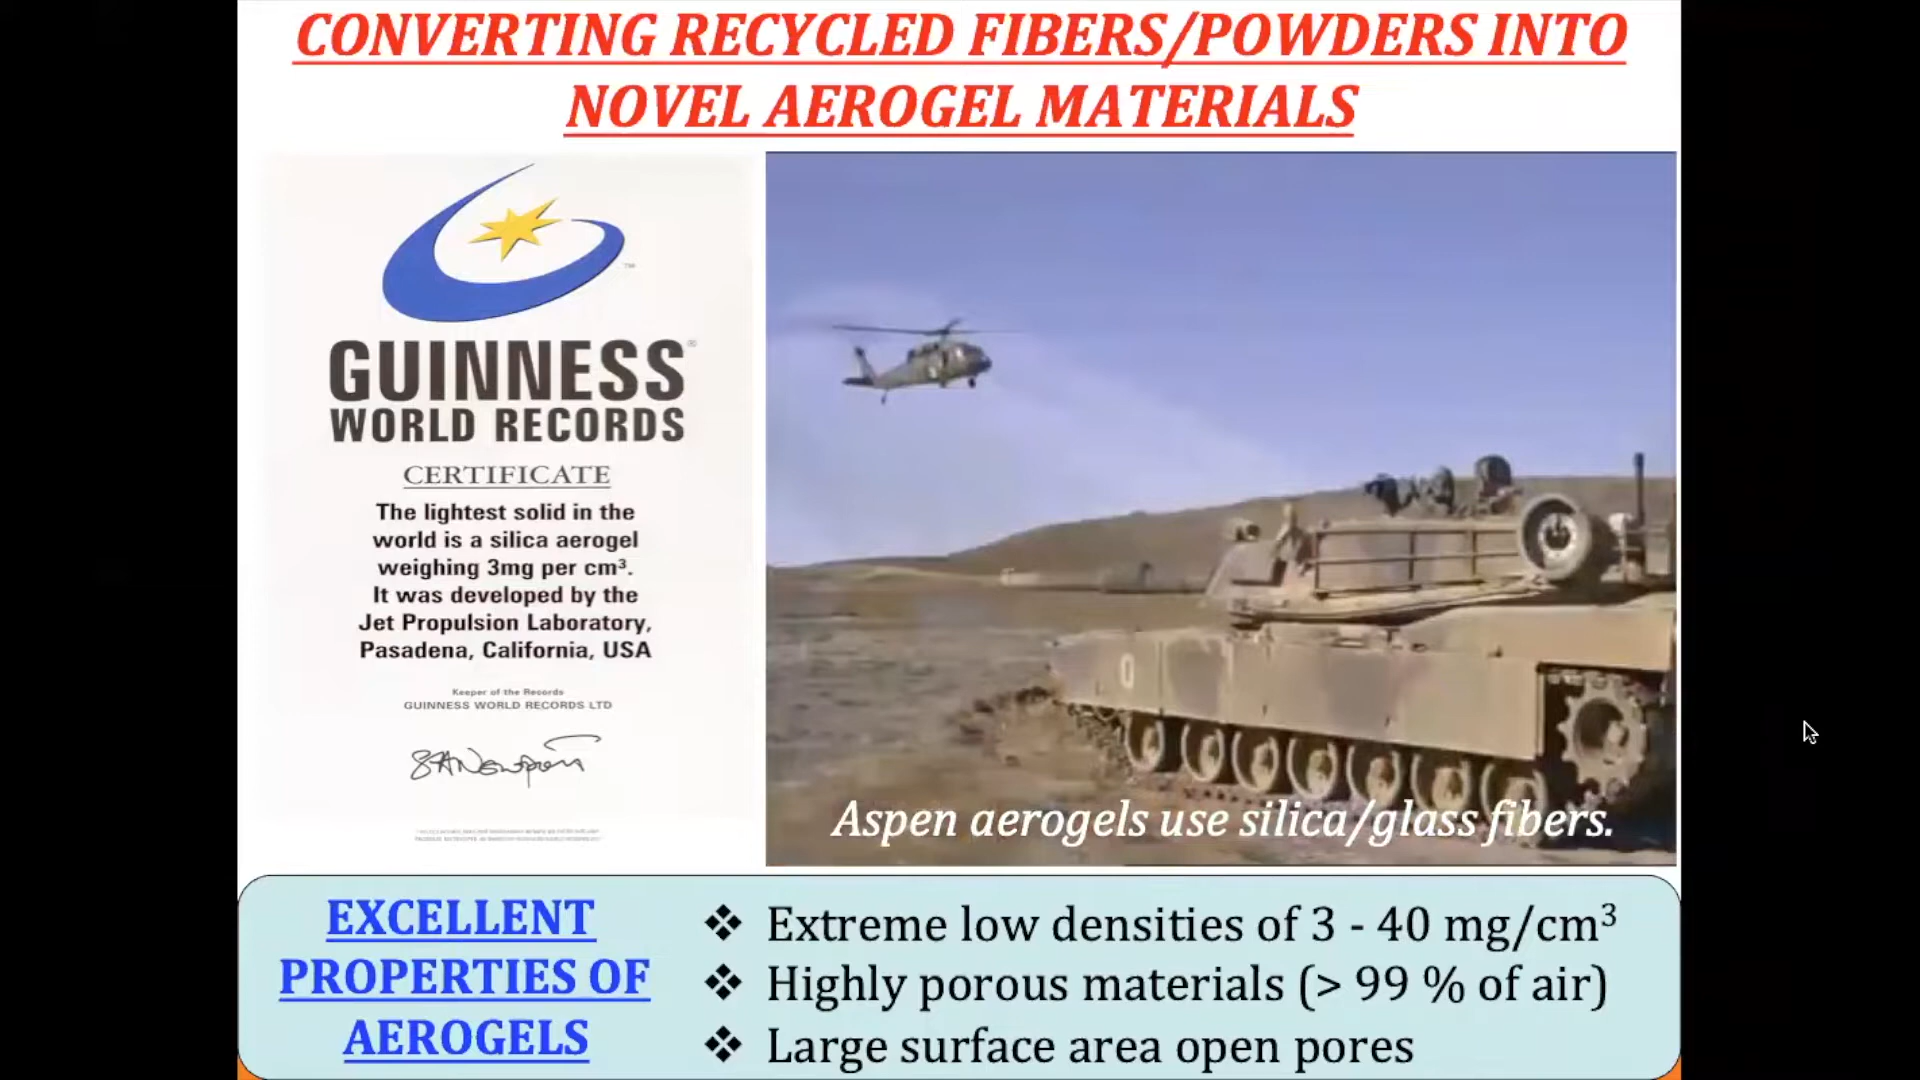 CONVERTING RECYCLED FIBERS/POWDERS INTO
NOVEL AEROGEL MATERIALS
™
GUINNESS®
WORLD RECORDS
CERTIFICATE
The lightest solid in the
world is a silica aerogel
weighing 3mg per cm³.
It was developed by the
Jet Propulsion Laboratory,
Pasadena, California, USA
Keeper of the Records
GUINNESS WORLD RECORDS LTD
0
Aspen aerogels use silica/glass fibers.
EXCELLENT
PROPERTIES OF
AEROGELS
❖ Extreme low densities of 3 - 40 mg/cm³
❖ Highly porous materials (> 99 % of air)
❖ Large surface area open pores